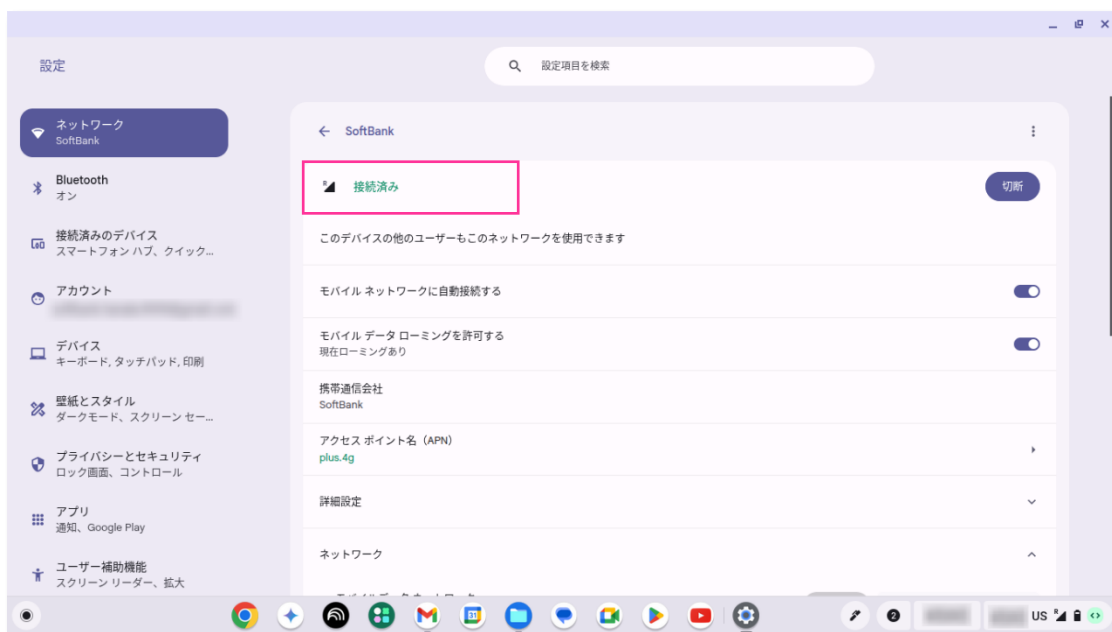 設定
設定項目を検索
ネットワーク
SoftBank
Bluetooth
オン
接続済みのデバイス
スマートフォン ハブ、クイック...
アカウント
デバイス
キーボード, タッチパッド, 印刷
壁紙とスタイル
ダークモード、スクリーン セー...
プライバシーとセキュリティ
ロック画面、コントロール
アプリ
通知、Google Play
ユーザー補助機能
スクリーン リーダー、拡大
SoftBank
R
接続済み
切断
このデバイスの他のユーザーもこのネットワークを使用できます
モバイル ネットワークに自動接続する
モバイル データ ローミングを許可する
現在ローミングあり
携帯通信会社
SoftBank
アクセス ポイント名（APN）
plus.4g
詳細設定
ネットワーク
31
2
US
R